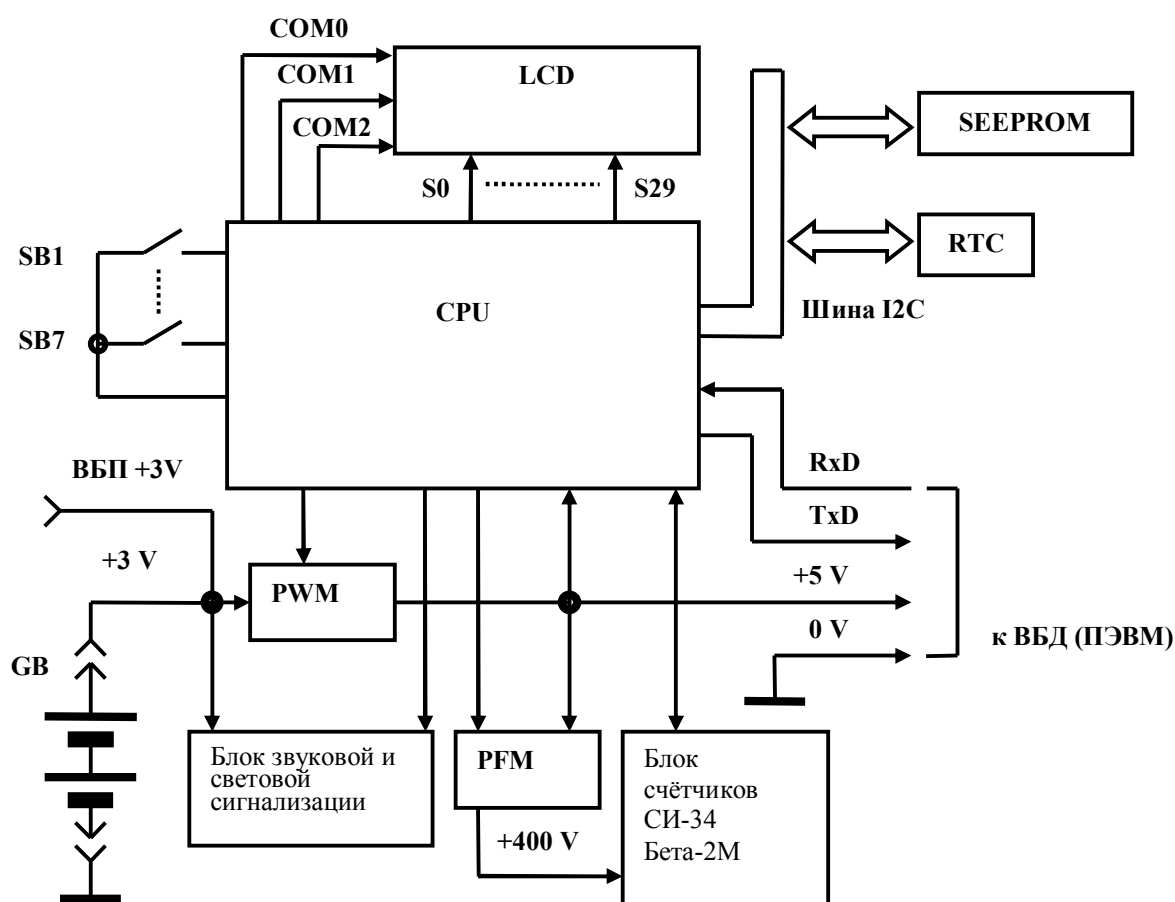 COM0
LCD
COM1
COM2
SEEPROM
S0
S29
SB1
RTC
CPU
Шина I2C
SB7
ВБП +3V
RxD
TxD
+3 V
PWM
+5 V
0 V
к ВБД (ПЭВМ)
GB
Блок звуковой и
световой
сигнализации
PFM
+400 V
Блок
счётчиков
СИ-34
Бета-2М